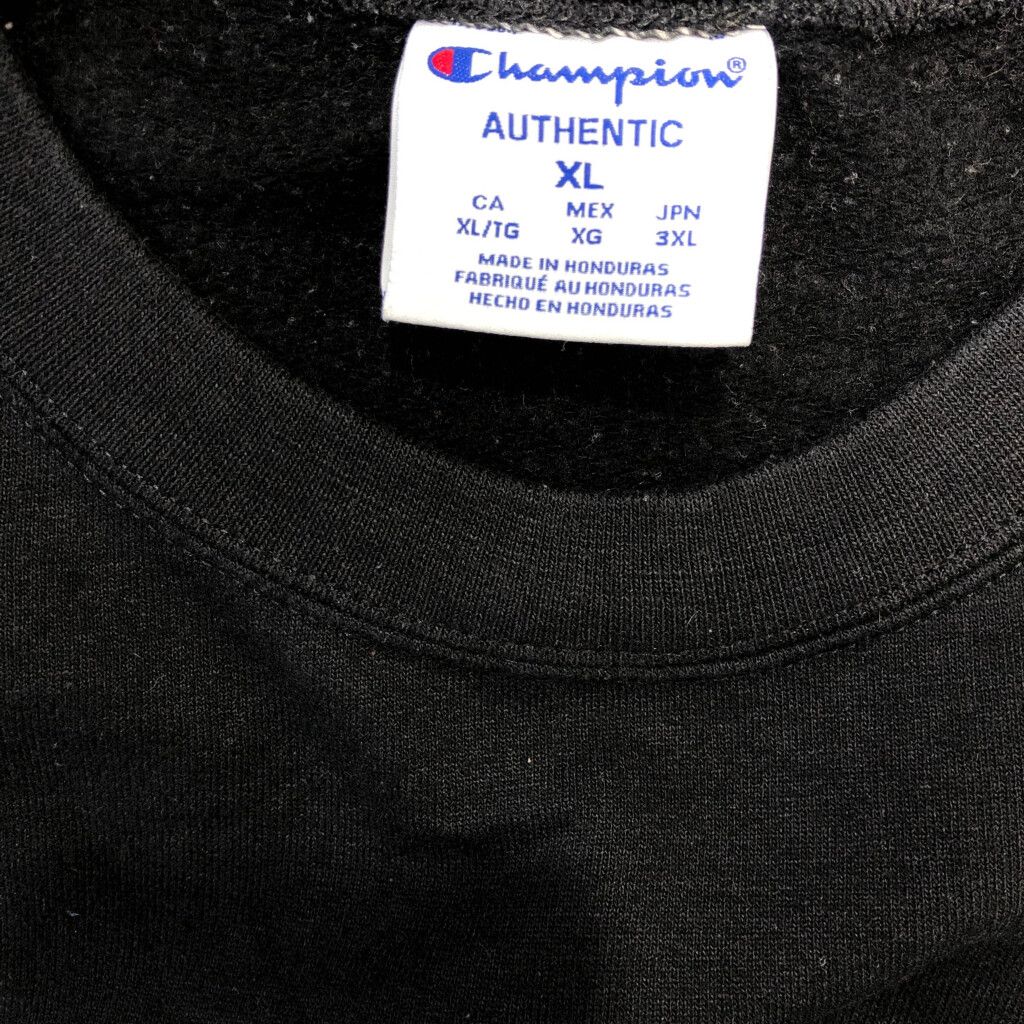 Champion®
AUTHENTIC
XL
CA MEX JPN
XL/TG XG 3XL
MADE IN HONDURAS
FABRIQUÉ AU HONDURAS
HECHO EN HONDURAS